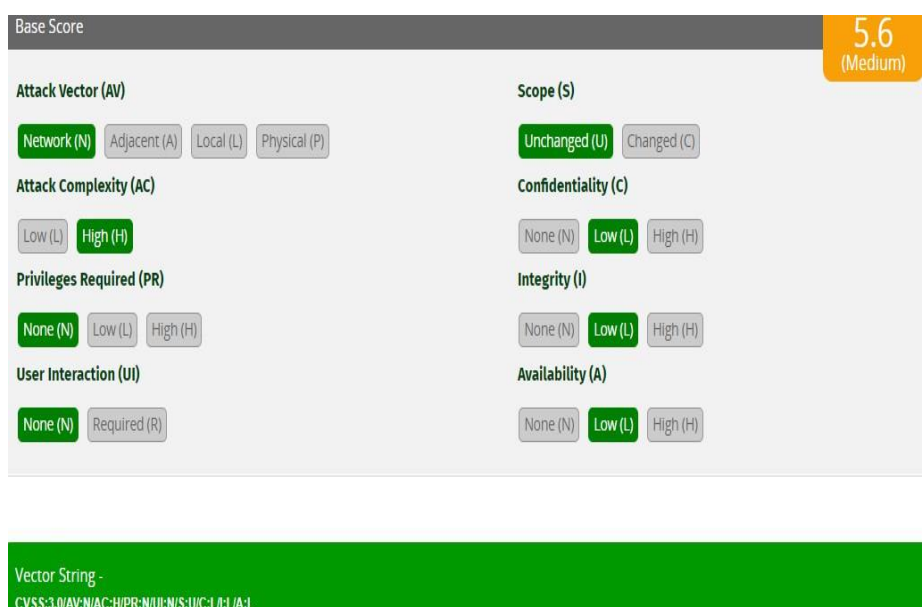 Base Score
5.6
(Medium)
Attack Vector (AV)
Network (N) Adjacent (A) Local (L) Physical (P)
Attack Complexity (AC)
Low (L) High (H)
Privileges Required (PR)
None (N) Low (L) High (H)
User Interaction (UI)
None (N) Required (R)
Scope (S)
Unchanged (U) Changed (C)
Confidentiality (C)
None (N) Low (L) High (H)
Integrity (I)
None (N) Low (L) High (H)
Availability (A)
None (N) Low (L) High (H)
Vector String -
CVSS:3.0/AV:N/AC:H/PR:N/UI:N/S:U/C:L/I:L/A:L